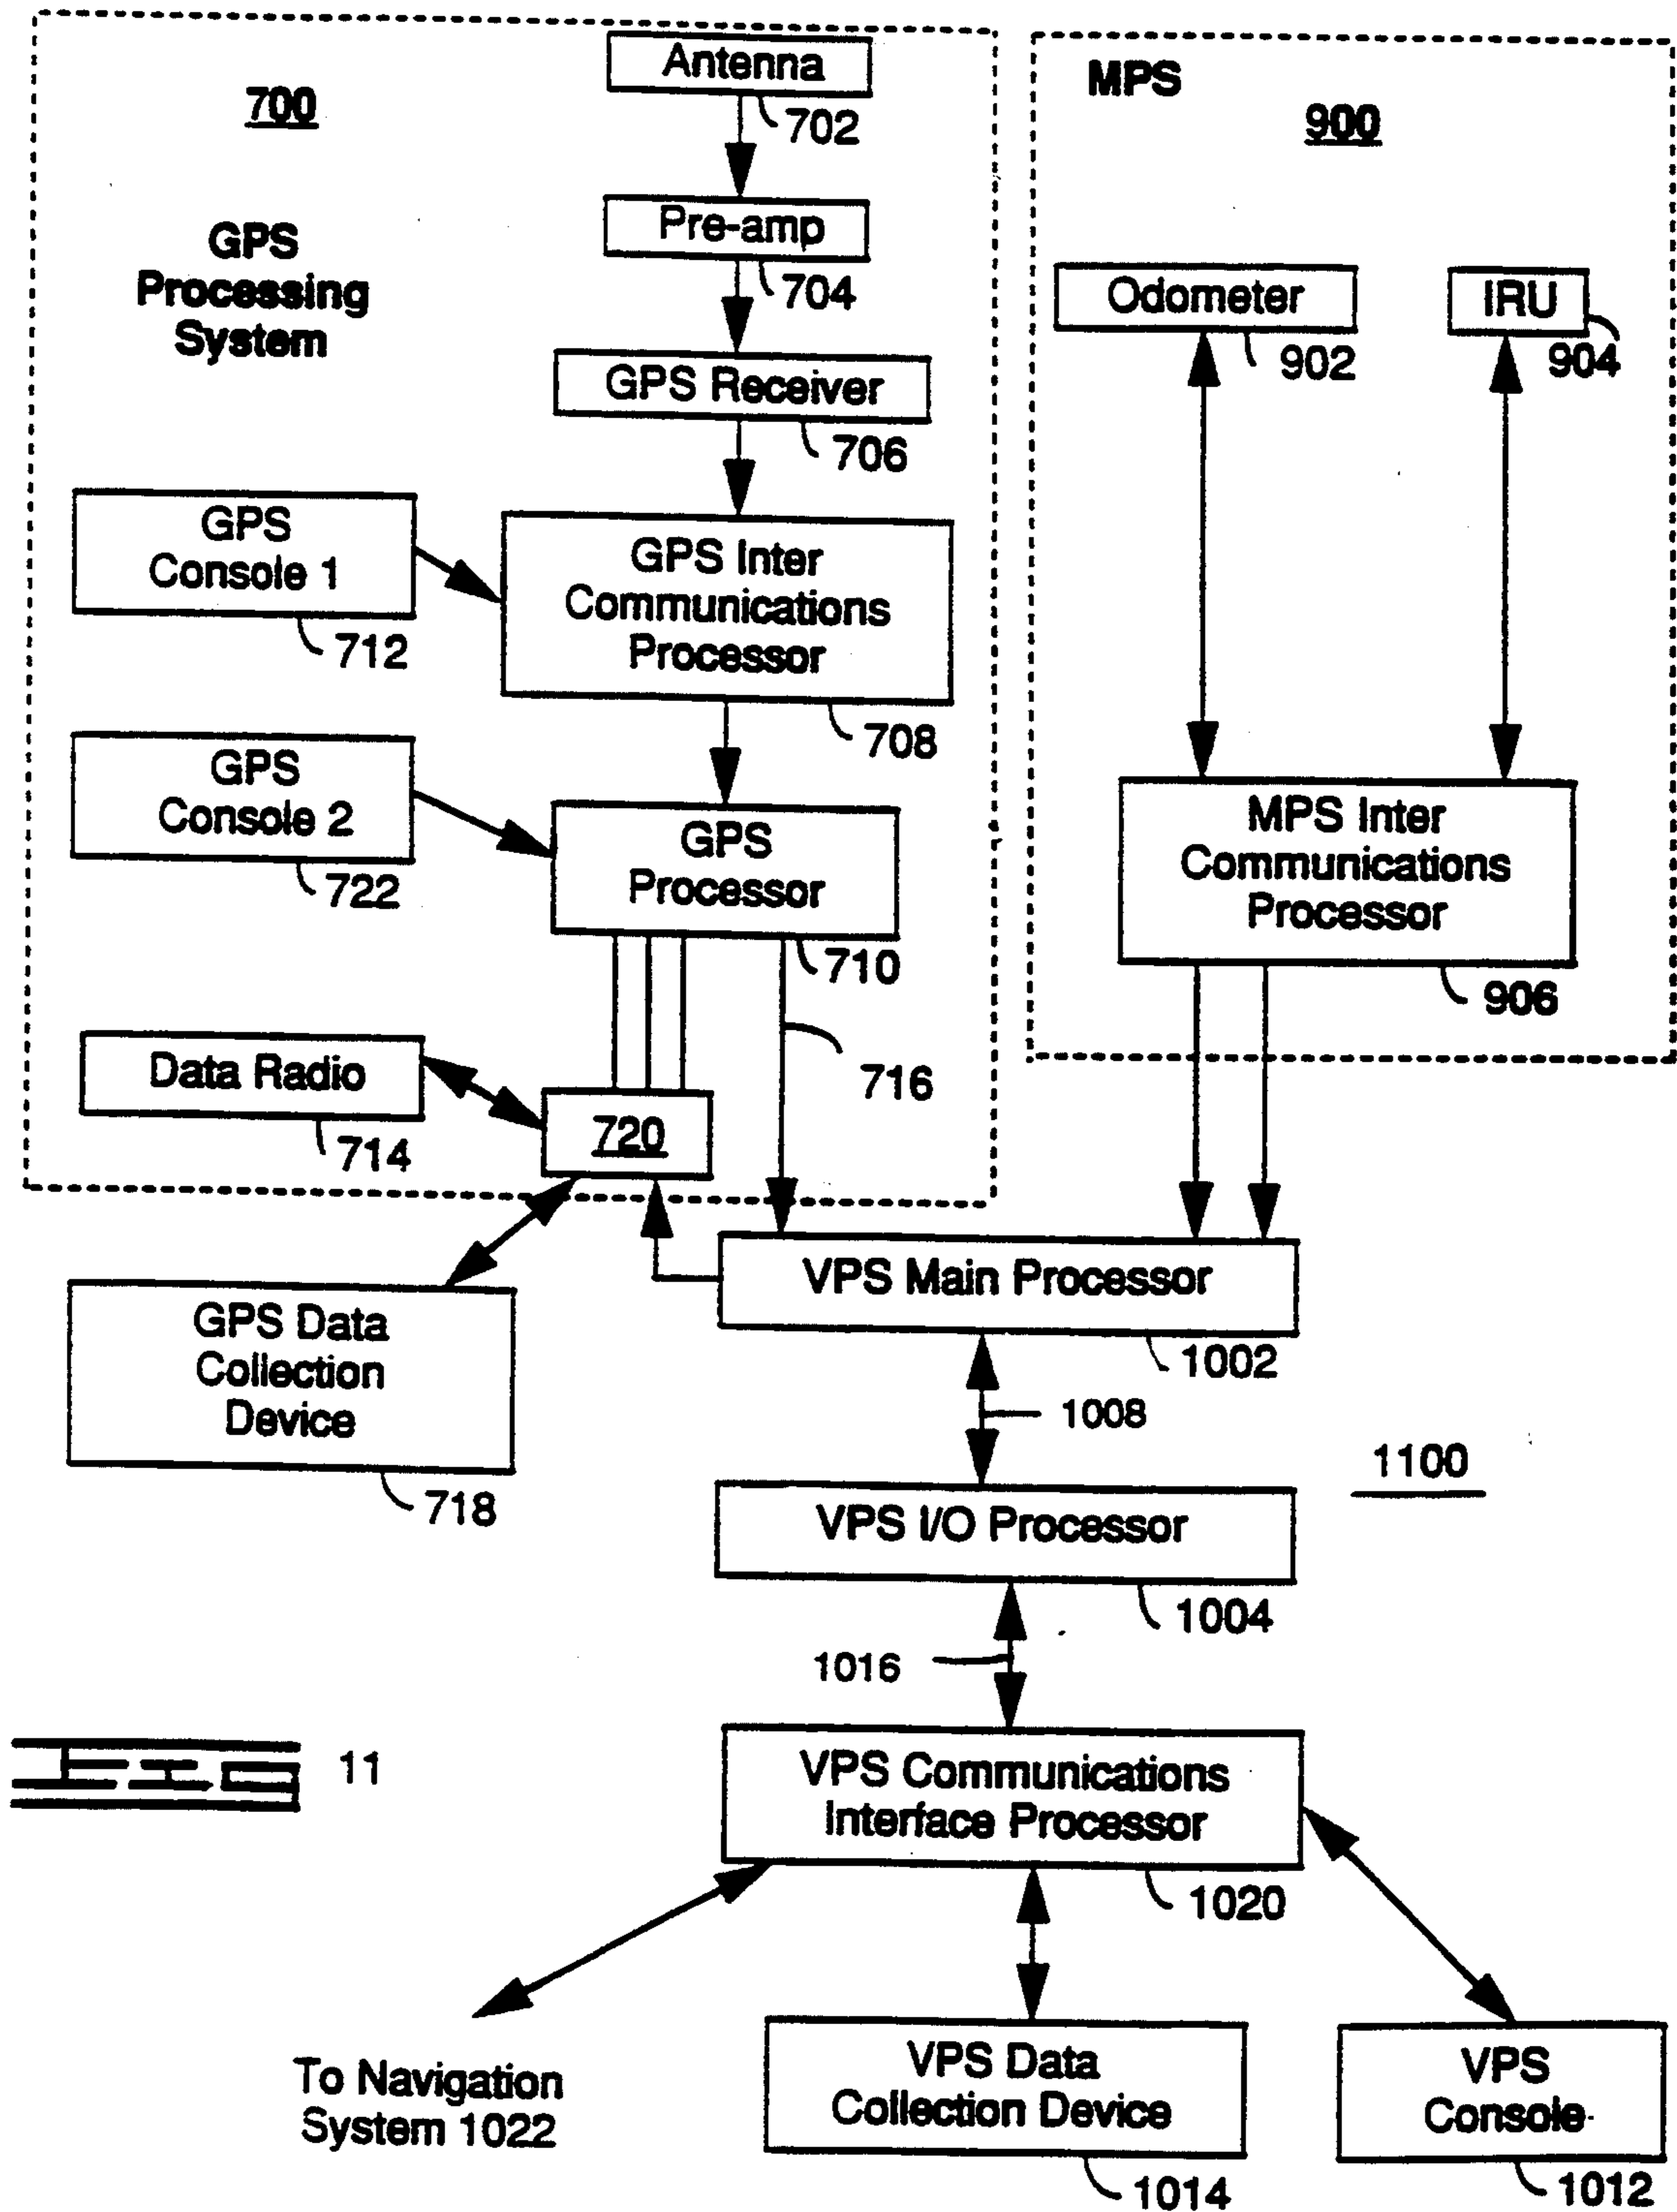 Antenna
702
700
GPS
Processing
System
Pre-amp
704
GPS Receiver
706
GPS
Console 1
712
GPS Inter
Communications
Processor
708
GPS
Console 2
722
GPS
Processor
710
716
Data Radio
714
720
MPS
900
Odometer
902
IRU
904
MPS Inter
Communications
Processor
906
GPS Data
Collection
Device
718
VPS Main Processor
1002
1008
1100
VPS I/O Processor
1004
1016
FIG 11
VPS Communications
Interface Processor
1020
To Navigation
System 1022
VPS Data
Collection Device
1014
VPS
Console
1012